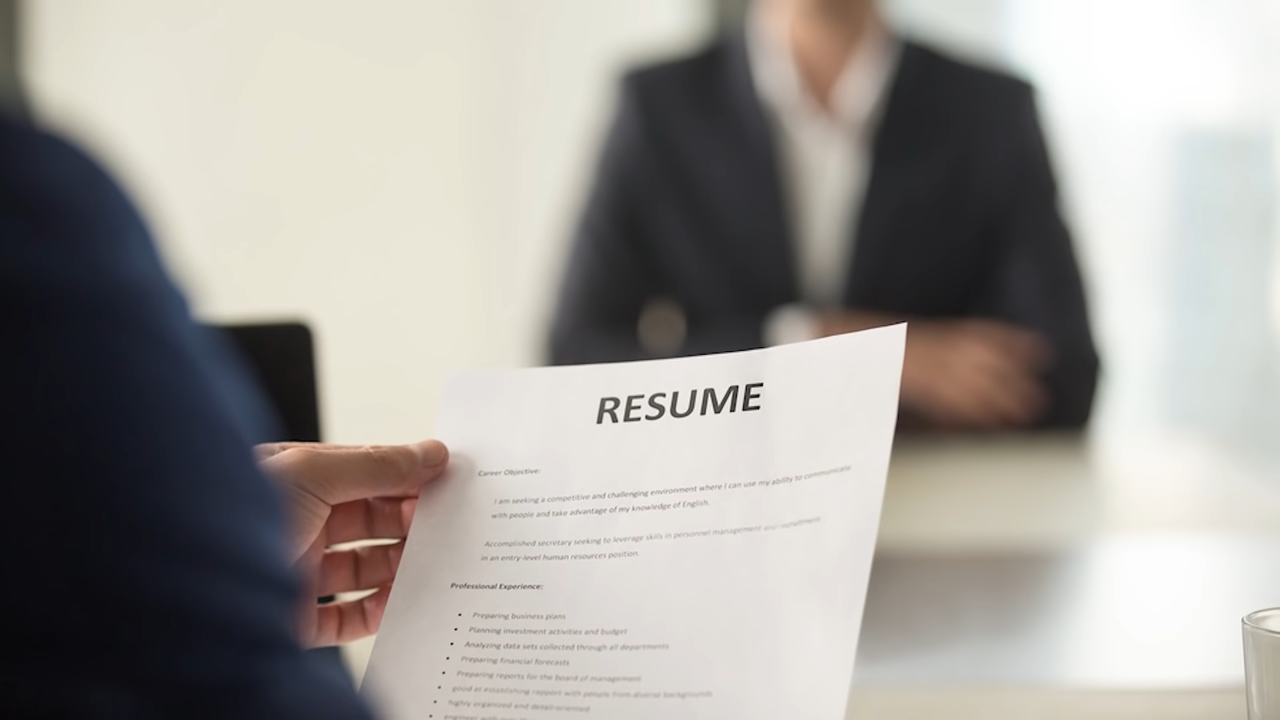 RESUME
Career Objective:
I am seeking a competitive and challenging environment where I can use my ability to communicate
with people and take advantage of my knowledge of English.
Accomplished secretary seeking to leverage skills in personnel management and recruitment
in an entry-level human resources position.
Professional Experience:
• Preparing business plans
• Planning investment activities and budget
• Analyzing data sets collected through all departments
• Preparing financial forecasts
• Preparing reports for the board of management
• good at establishing rapport with people from diverse backgrounds
• highly organized and detail-oriented
• engineer with